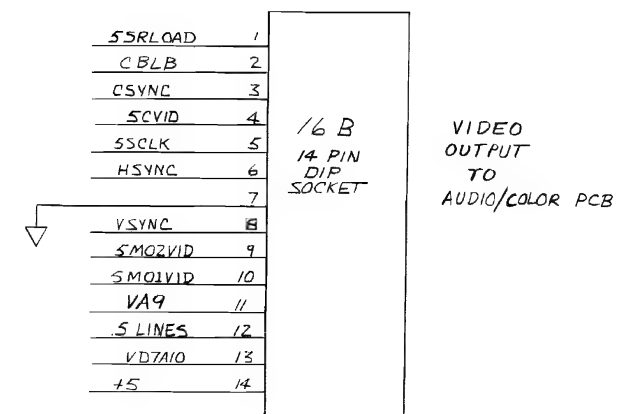 5SRLOAD 1
CBLB 2
CSYNC 3
5CVID 4
5SCLK 5
HSYNC 6
7
VSYNC 8
5MO2VID 9
5MO1VID 10
VA9 11
.5 LINES 12
VD7A10 13
+5 14
16 B
14 PIN
DIP
SOCKET
VIDEO
OUTPUT
TO
AUDIO/COLOR PCB